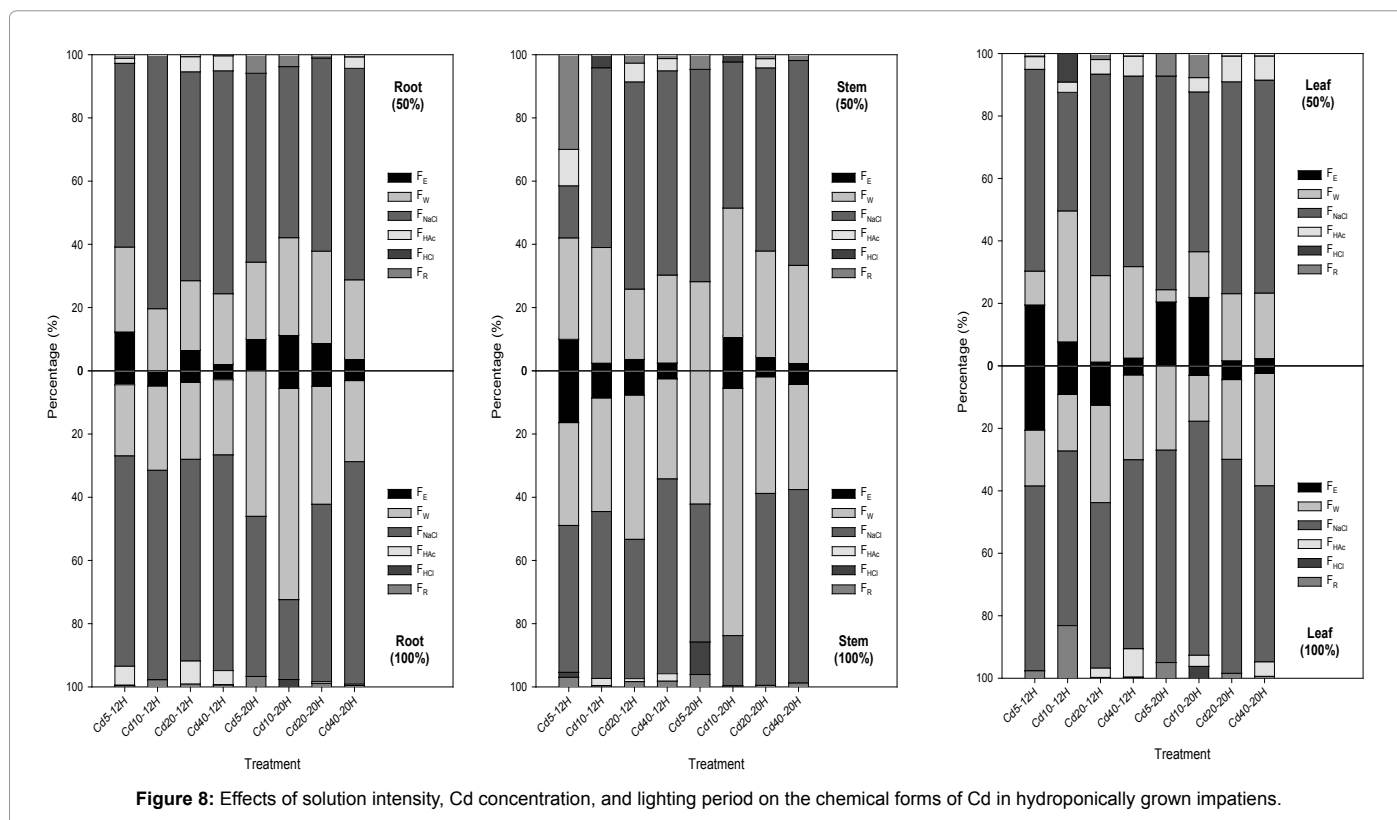 100
80
60
40
20
0
20
40
60
80
100
Percentage (%)
Percentage (%)
Root
(50%)
F_E
F_W
F_NaCl
F_HAc
F_HCl
F_R
F_E
F_W
F_NaCl
F_HAc
F_HCl
F_R
Root
(100%)
Cd5-12H
Cd10-12H
Cd20-12H
Cd40-12H
Cd5-20H
Cd10-20H
Cd20-20H
Cd40-20H
Treatment
100
80
60
40
20
0
20
40
60
80
100
Percentage (%)
Percentage (%)
Stem
(50%)
F_E
F_W
F_NaCl
F_HAc
F_HCl
F_R
F_E
F_W
F_NaCl
F_HAc
F_HCl
F_R
Stem
(100%)
Cd5-12H
Cd10-12H
Cd20-12H
Cd40-12H
Cd5-20H
Cd10-20H
Cd20-20H
Cd40-20H
Treatment
100
80
60
40
20
0
20
40
60
80
100
Percentage (%)
Percentage (%)
Leaf
(50%)
F_E
F_W
F_NaCl
F_HAc
F_HCl
F_R
F_E
F_W
F_NaCl
F_HAc
F_HCl
F_R
Leaf
(100%)
Cd5-12H
Cd10-12H
Cd20-12H
Cd40-12H
Cd5-20H
Cd10-20H
Cd20-20H
Cd40-20H
Treatment
Figure 8: Effects of solution intensity, Cd concentration, and lighting period on the chemical forms of Cd in hydroponically grown impatiens.